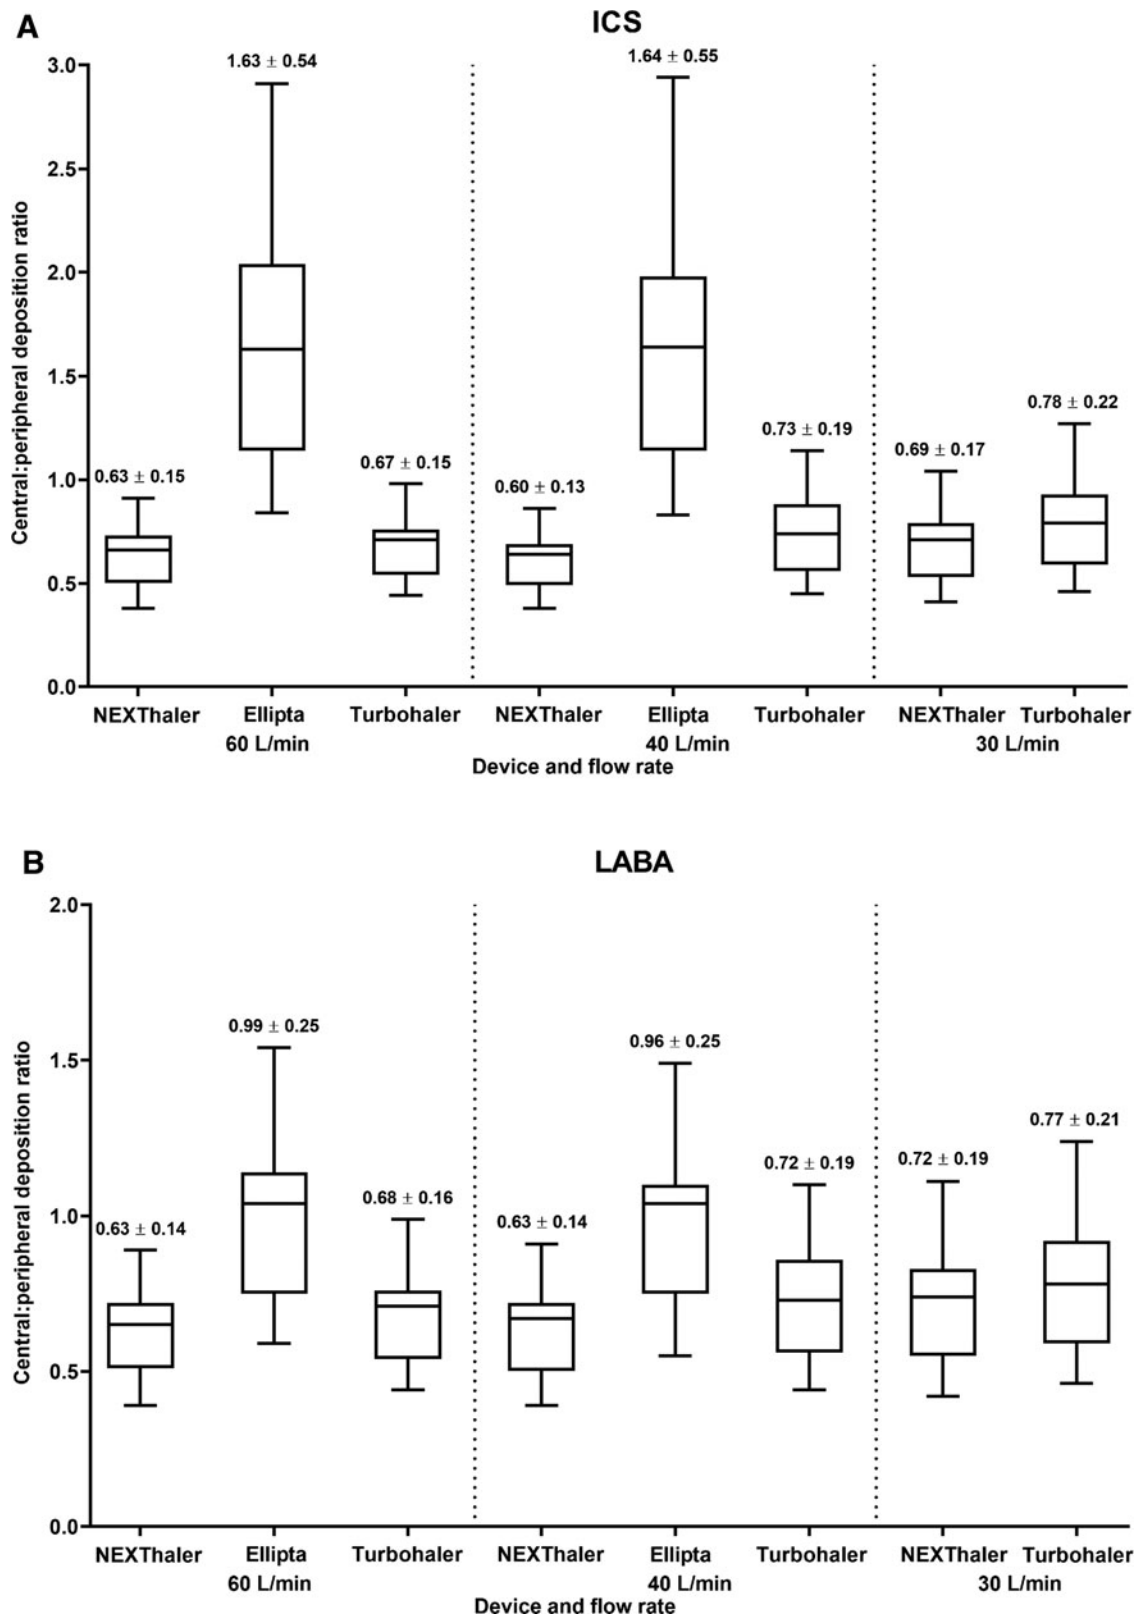 A
ICS
Central:peripheral deposition ratio
3.0
2.5
2.0
1.5
1.0
0.5
0.0
0.63 ± 0.15
1.63 ± 0.54
0.67 ± 0.15
0.60 ± 0.13
1.64 ± 0.55
0.73 ± 0.19
0.69 ± 0.17
0.78 ± 0.22
NEXThaler Ellipta Turbohaler NEXThaler Ellipta Turbohaler NEXThaler Turbohaler
60 L/min 40 L/min 30 L/min
Device and flow rate
B
LABA
Central:peripheral deposition ratio
2.0
1.5
1.0
0.5
0.0
0.63 ± 0.14
0.99 ± 0.25
0.68 ± 0.16
0.63 ± 0.14
0.96 ± 0.25
0.72 ± 0.19
0.72 ± 0.19
0.77 ± 0.21
NEXThaler Ellipta Turbohaler NEXThaler Ellipta Turbohaler NEXThaler Turbohaler
60 L/min 40 L/min 30 L/min
Device and flow rate